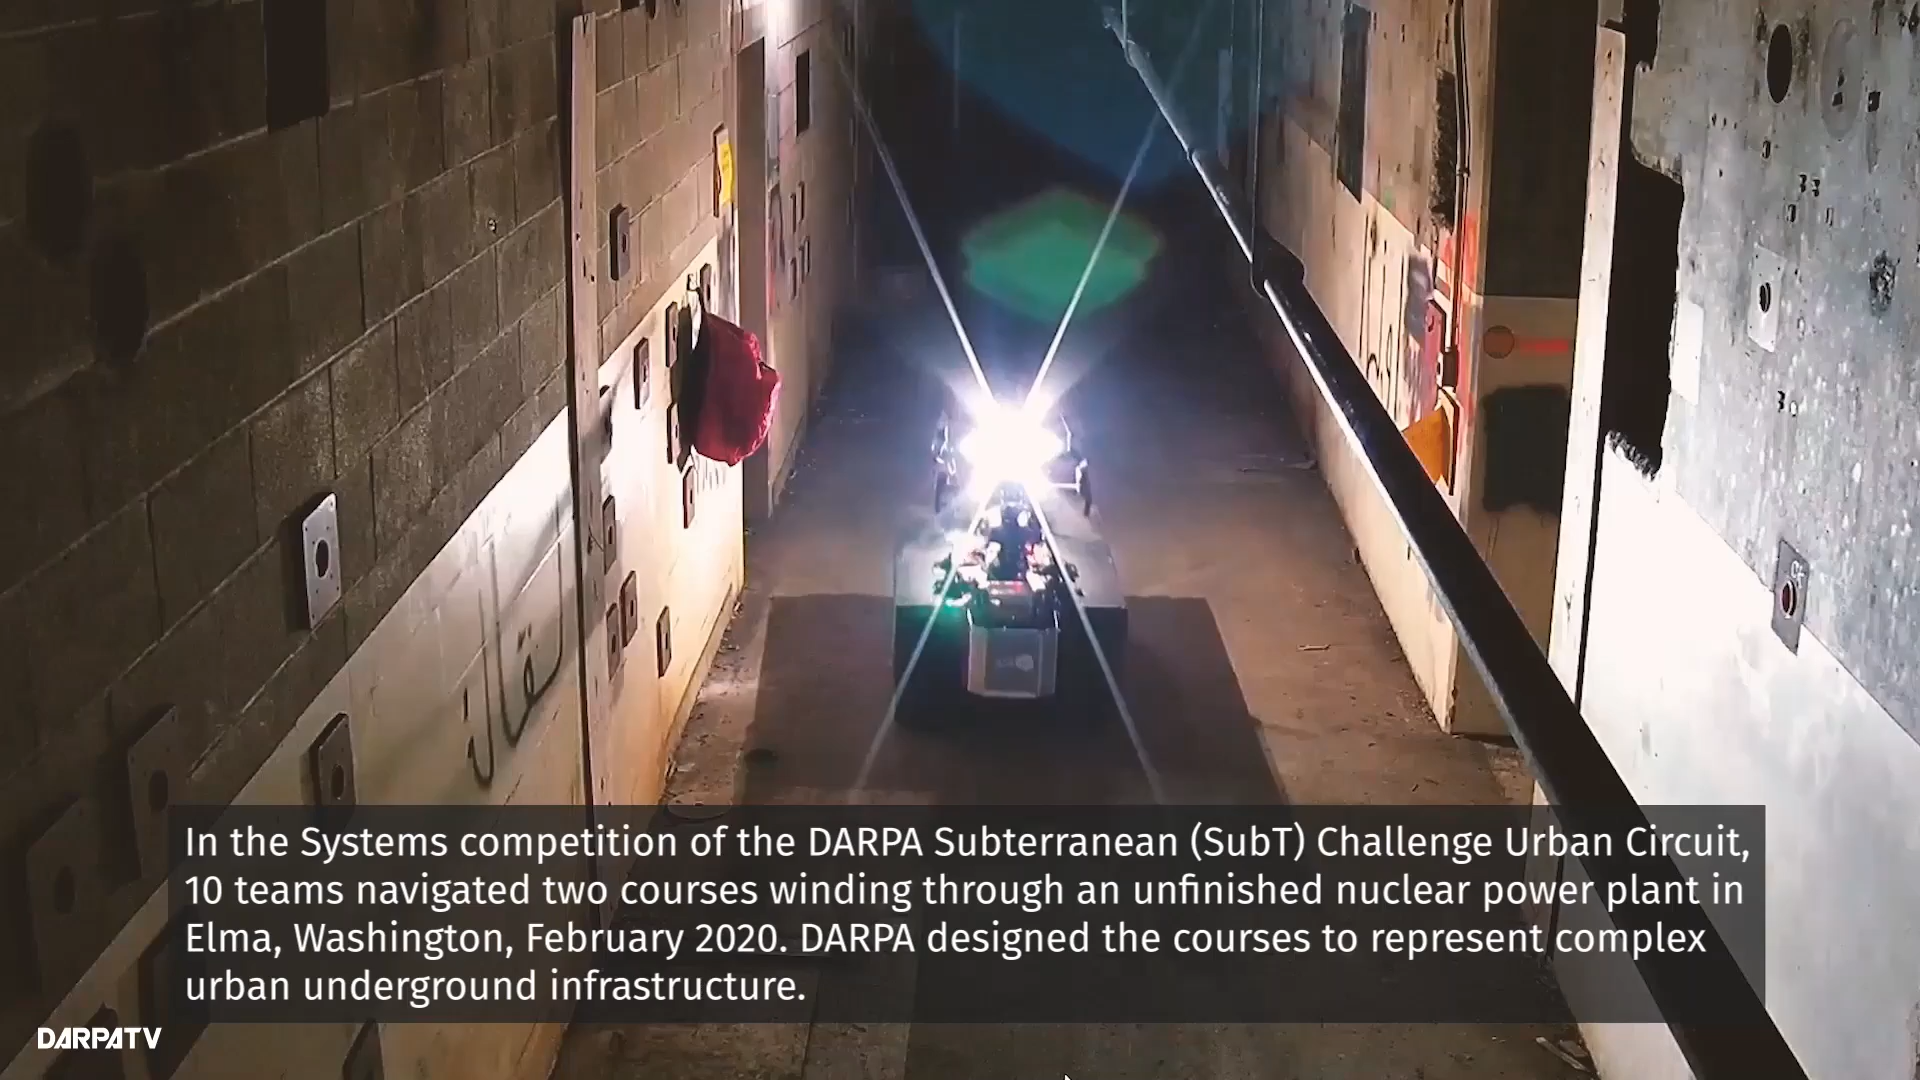 In the Systems competition of the DARPA Subterranean (SubT) Challenge Urban Circuit,
10 teams navigated two courses winding through an unfinished nuclear power plant in
Elma, Washington, February 2020. DARPA designed the courses to represent complex
urban underground infrastructure.
DARPATV